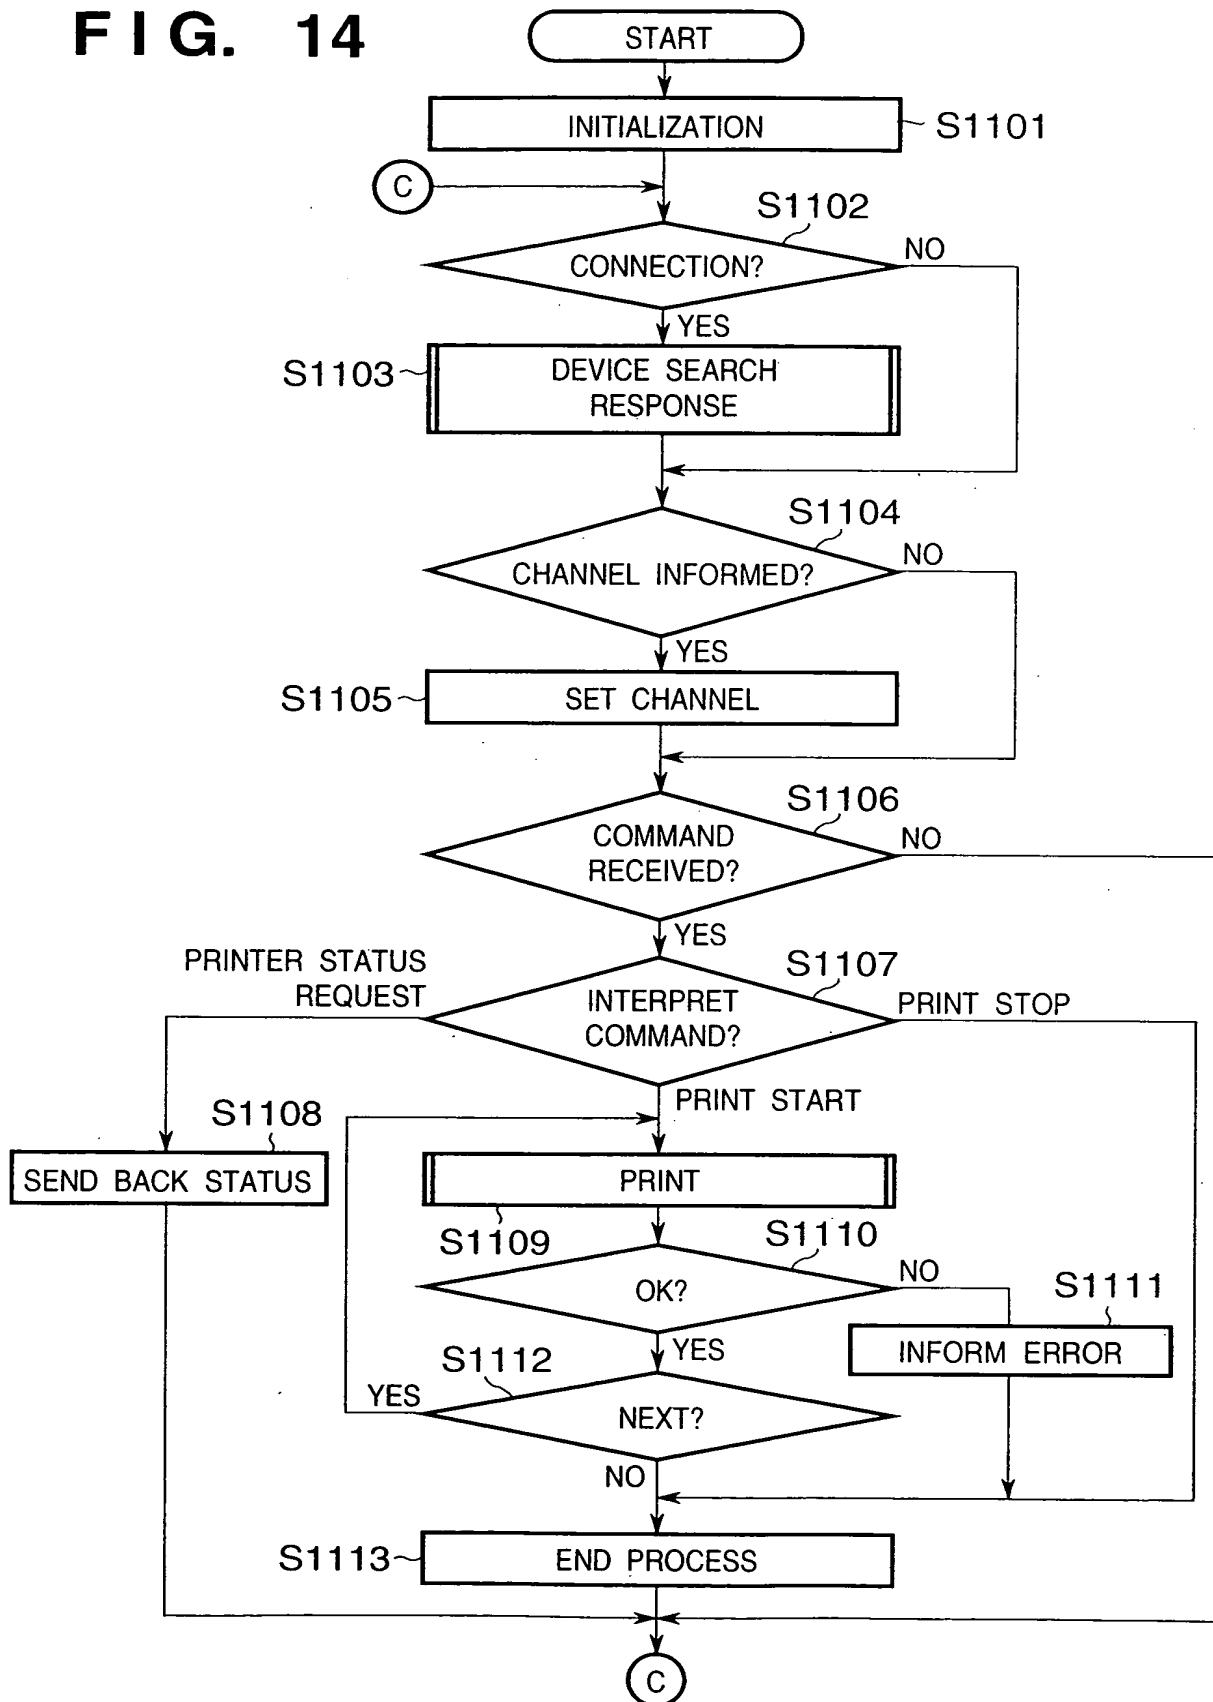 FIG. 14
START
INITIALIZATION
S1101
C
S1102
CONNECTION?
NO
YES
S1103
DEVICE SEARCH
RESPONSE
S1104
CHANNEL INFORMED?
NO
YES
S1105
SET CHANNEL
S1106
COMMAND
RECEIVED?
NO
YES
PRINTER STATUS
REQUEST
S1107
INTERPRET
COMMAND?
PRINT STOP
PRINT START
S1108
SEND BACK STATUS
PRINT
S1109
S1110
OK?
NO
S1111
INFORM ERROR
YES
S1112
YES
NEXT?
NO
S1113
END PROCESS
C